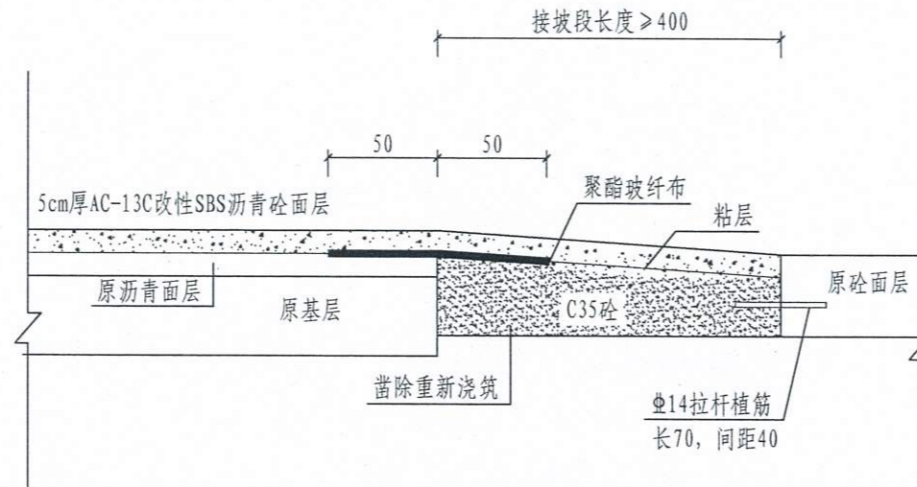 接坡段长度≥400
50
50
聚酯玻纤布
5cm厚AC-13C改性SBS沥青砼面层
粘层
原沥青面层
原基层
C35砼
原砼面层
凿除重新浇筑
Φ14拉杆植筋
长70，间距40